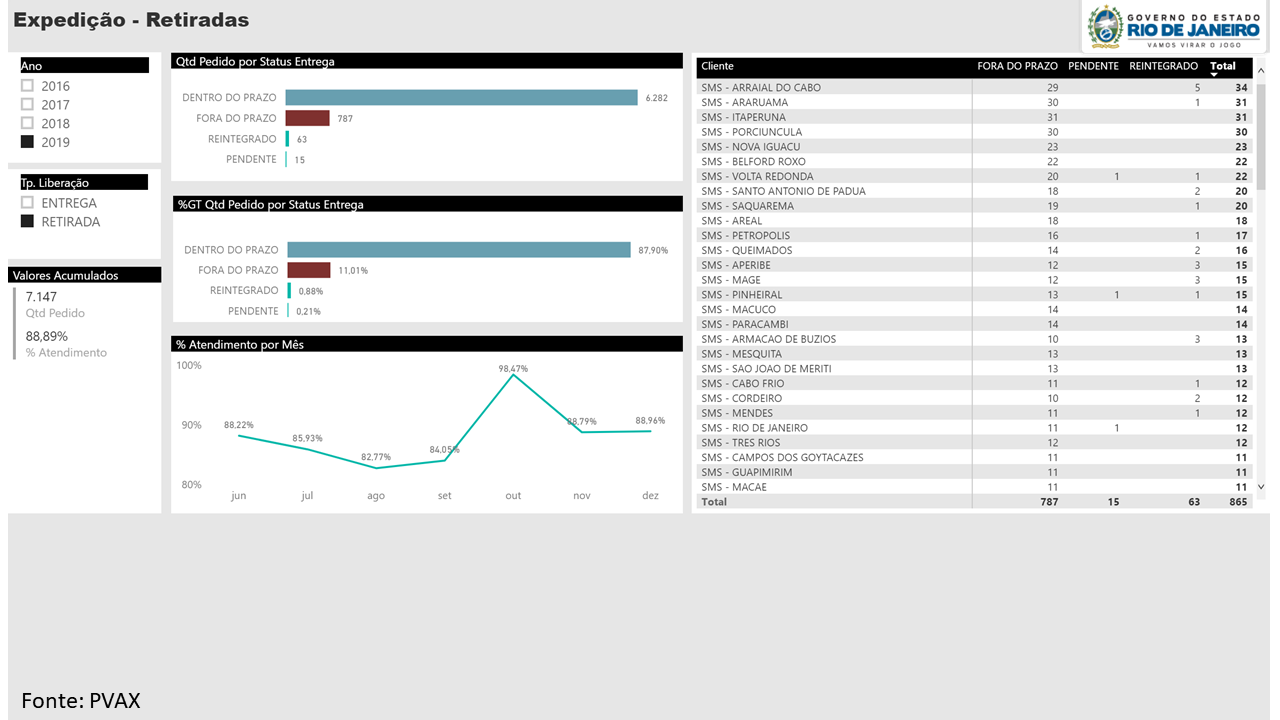 Expedição - Retiradas
GOVERNO DO ESTADO
RIO DE JANEIRO
VAMOS VIRAR O JOGO
Ano
2016
2017
2018
2019
Tp. Liberação
ENTREGA
RETIRADA
Valores Acumulados
7.147
Qtd Pedido
88,89%
% Atendimento
Qtd Pedido por Status Entrega
DENTRO DO PRAZO 6.282
FORA DO PRAZO 787
REINTEGRADO 63
PENDENTE 15
%GT Qtd Pedido por Status Entrega
DENTRO DO PRAZO 87,90%
FORA DO PRAZO 11,01%
REINTEGRADO 0,88%
PENDENTE 0,21%
% Atendimento por Mês
100%
90%
80%
88,22% 85,93% 82,77% 84,05% 98,47% 88,79% 88,96%
jun jul ago set out nov dez
Cliente FORA DO PRAZO PENDENTE REINTEGRADO Total
SMS - ARRAIAL DO CABO 29 5 34
SMS - ARARUAMA 30 1 31
SMS - ITAPERUNA 31 31
SMS - PORCIUNCULA 30 30
SMS - NOVA IGUACU 23 23
SMS - BELFORD ROXO 22 22
SMS - VOLTA REDONDA 20 1 1 22
SMS - SANTO ANTONIO DE PADUA 18 2 20
SMS - SAQUAREMA 19 1 20
SMS - AREAL 18 18
SMS - PETROPOLIS 16 1 17
SMS - QUEIMADOS 14 2 16
SMS - APERIBE 12 3 15
SMS - MAGE 12 3 15
SMS - PINHEIRAL 13 1 1 15
SMS - MACUCO 14 14
SMS - PARACAMBI 14 14
SMS - ARMACAO DE BUZIOS 10 3 13
SMS - MESQUITA 13 13
SMS - SAO JOAO DE MERITI 13 13
SMS - CABO FRIO 11 1 12
SMS - CORDEIRO 10 2 12
SMS - MENDES 11 1 12
SMS - RIO DE JANEIRO 11 1 12
SMS - TRES RIOS 12 12
SMS - CAMPOS DOS GOYTACAZES 11 11
SMS - GUAPIMIRIM 11 11
SMS - MACAE 11 11
Total 787 15 63 865
Fonte: PVAX